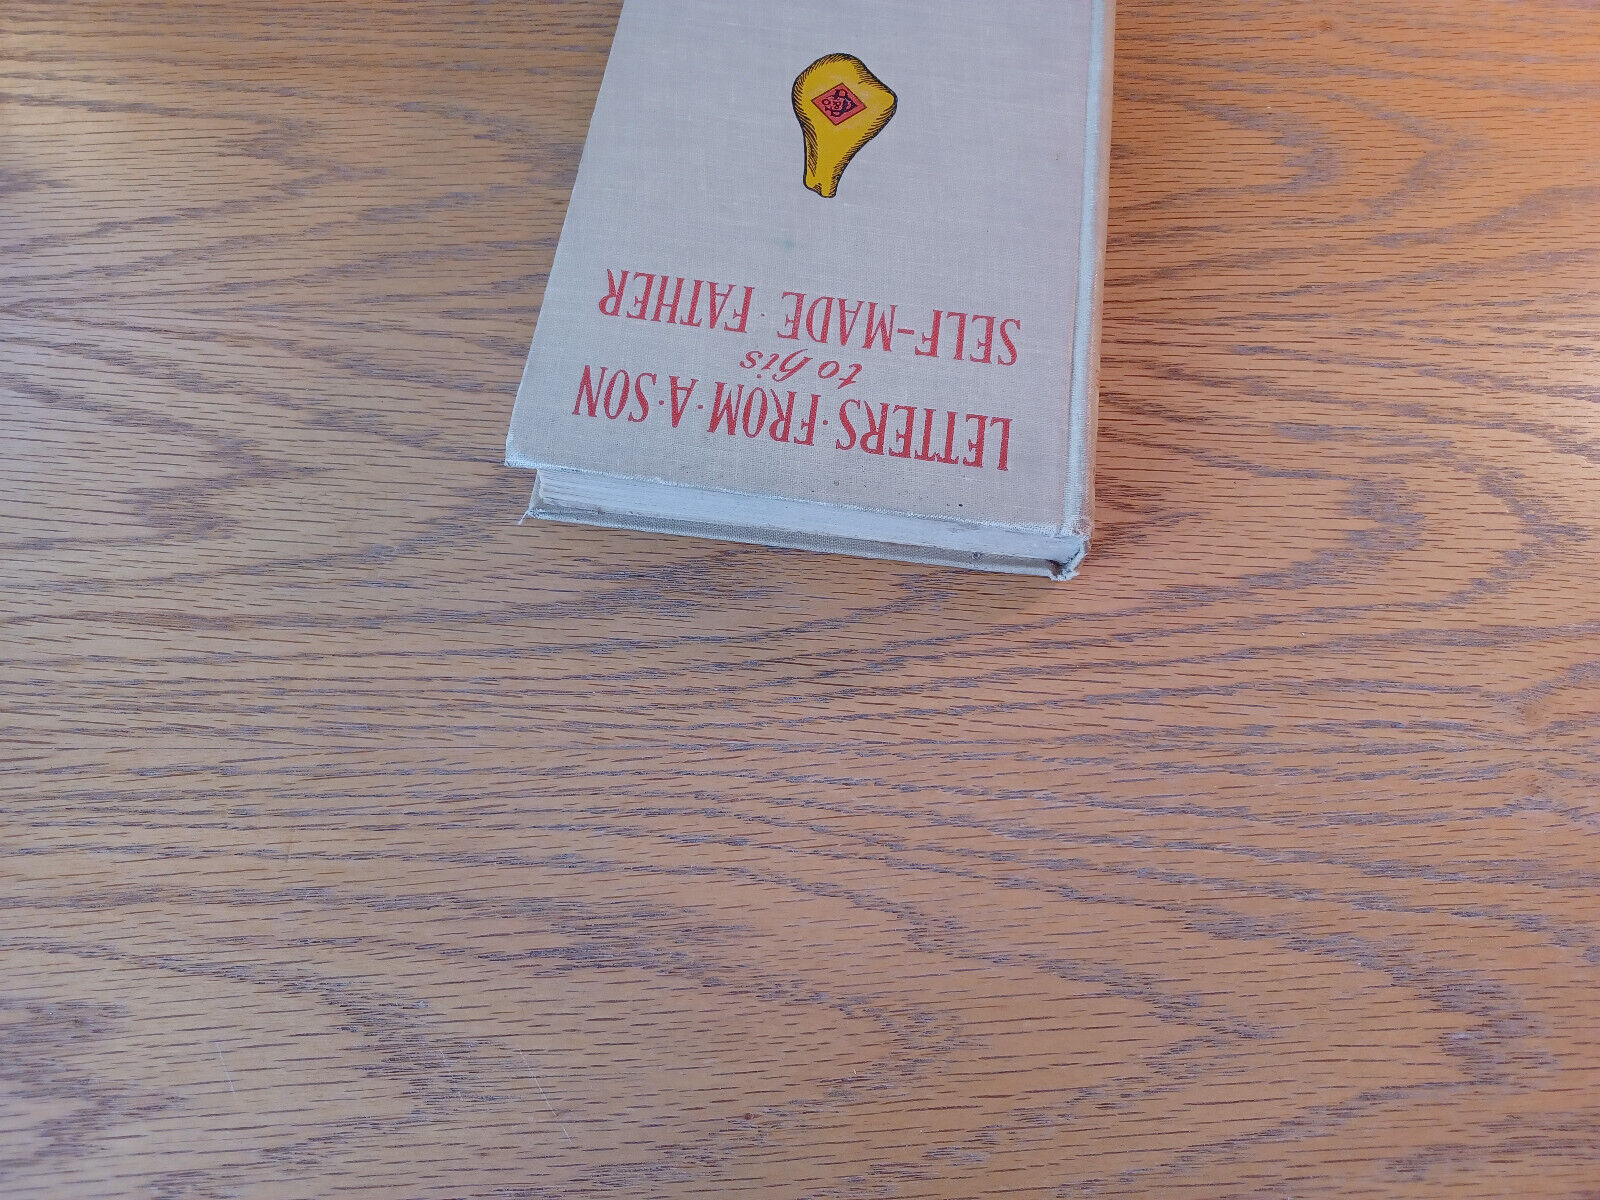 LETTERS·FROM·A·SON
to his
SELF-MADE·FATHER